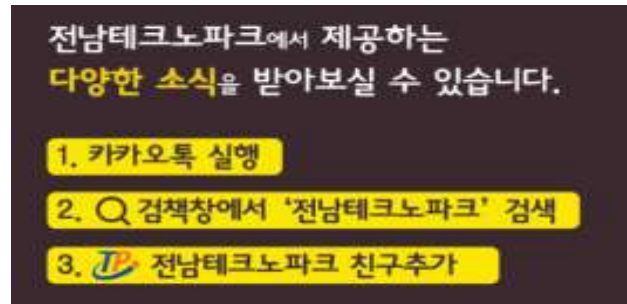 전남테크노파크에서 제공하는
다양한 소식을 받아보실 수 있습니다.
1. 카카오톡 실행
2. 검책창에서 '전남테크노파크' 검색
3. TP 전남테크노파크 친구추가